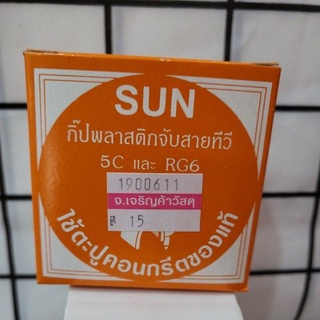 SUN
กิ๊ปพลาสติกจับสายทีวี
5C และ RG6
1900611
จ.เจริญค้าวัสดุ
฿ 15
ใช้ตะปูคอนกรีตของแท้